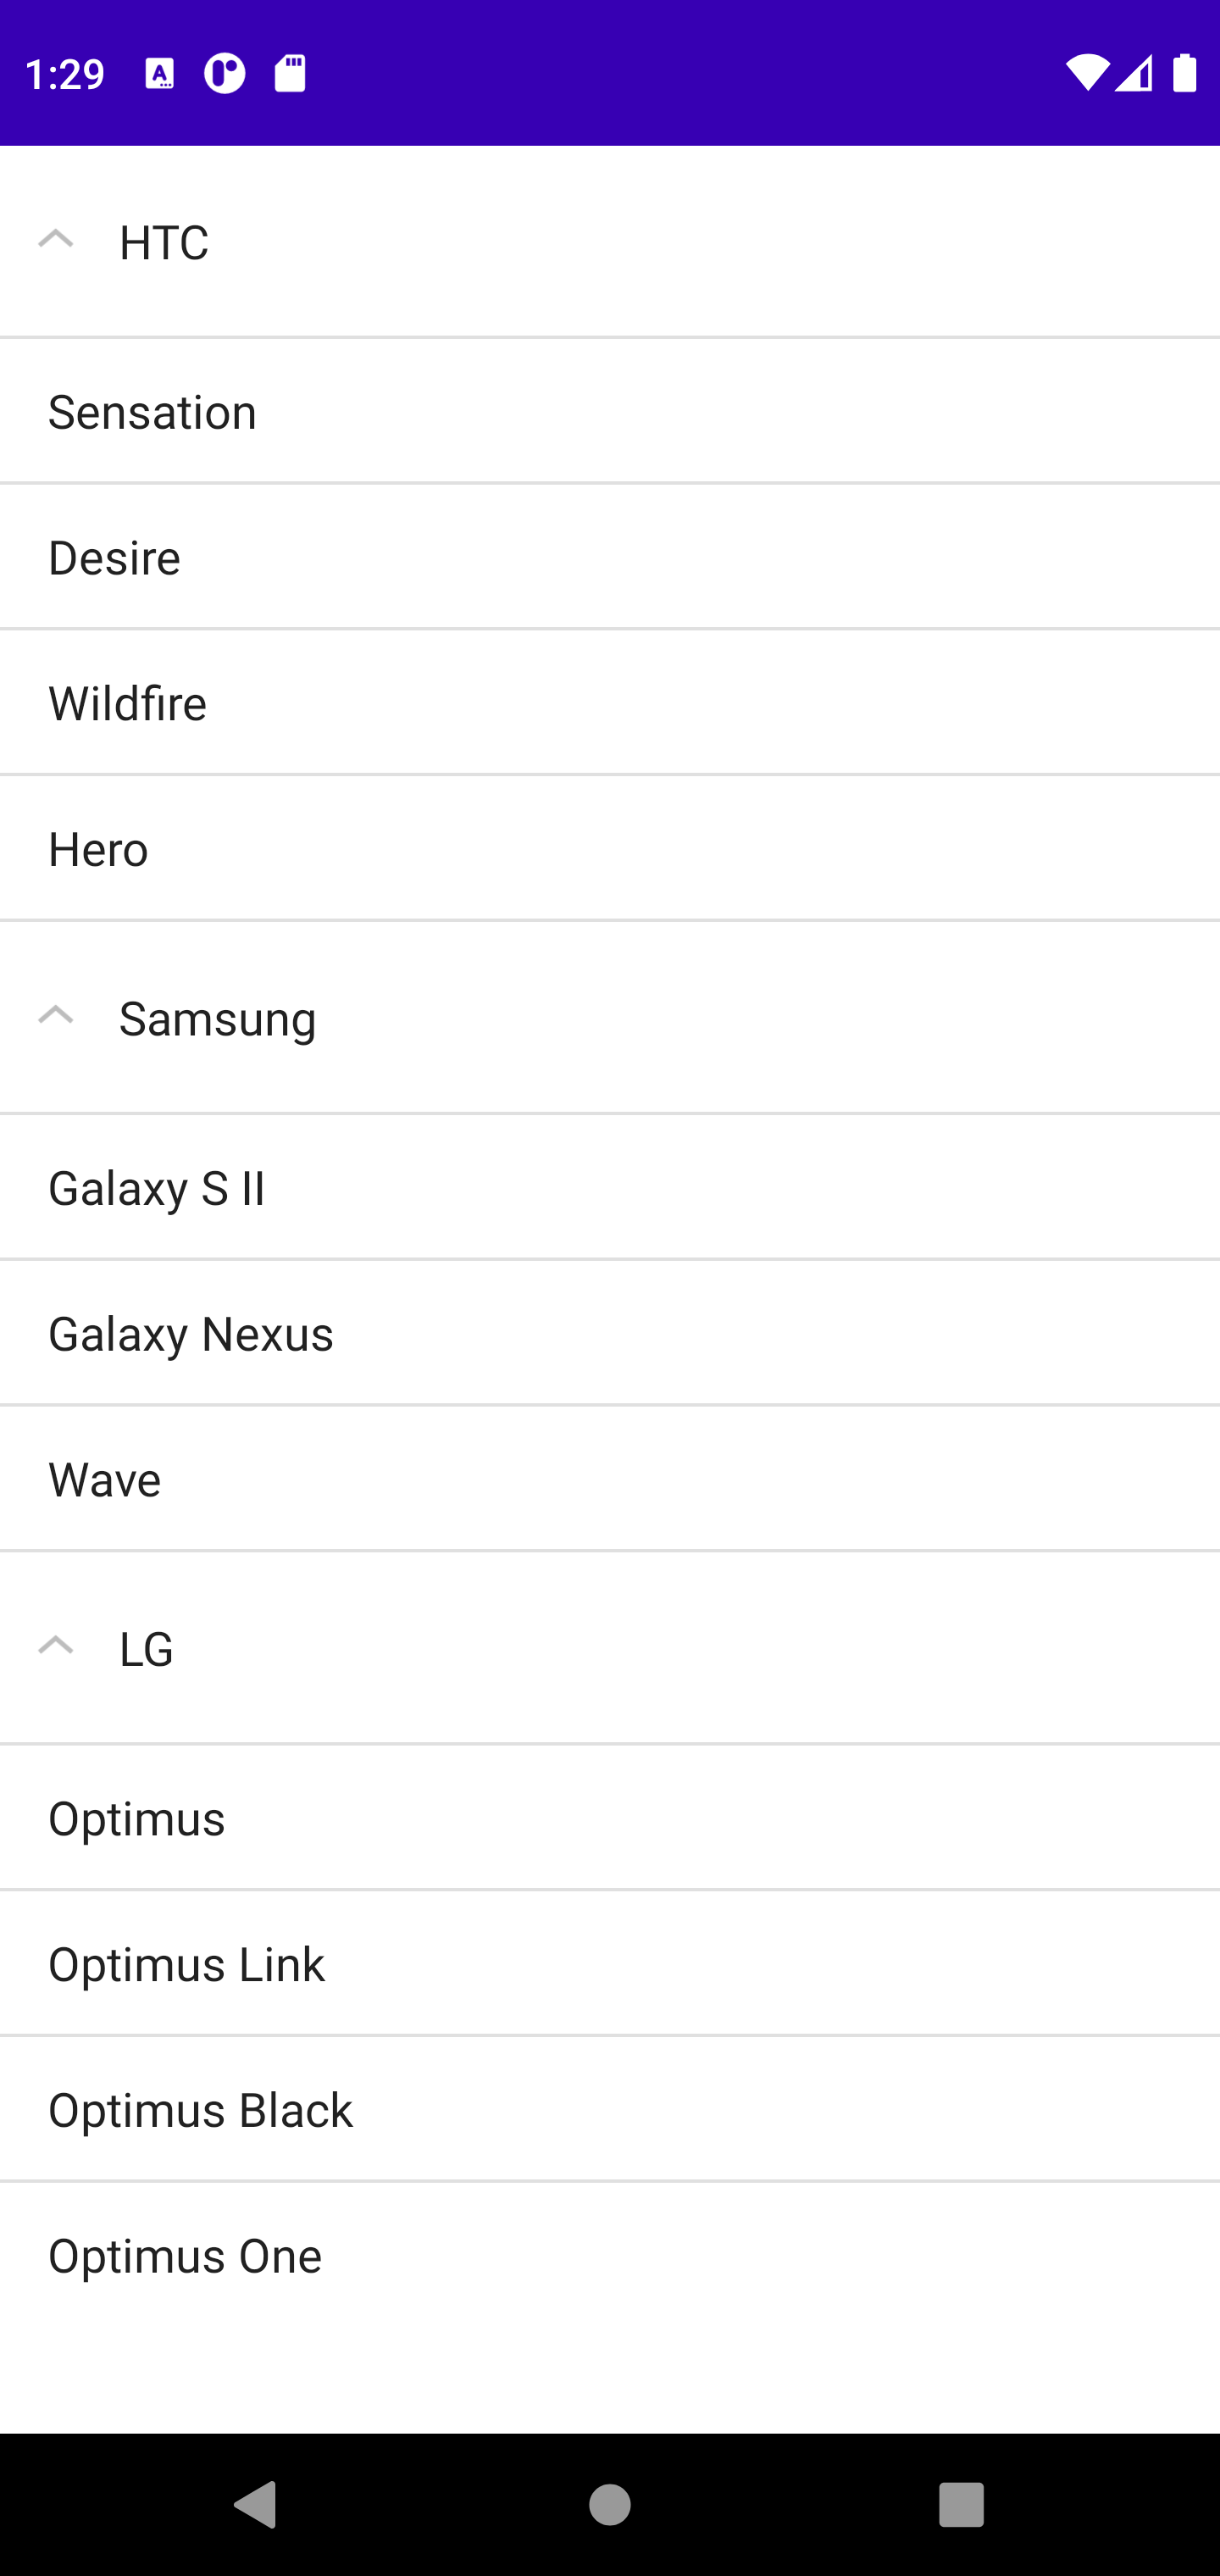 1:29
HTC
Sensation
Desire
Wildfire
Hero
Samsung
Galaxy S II
Galaxy Nexus
Wave
LG
Optimus
Optimus Link
Optimus Black
Optimus One